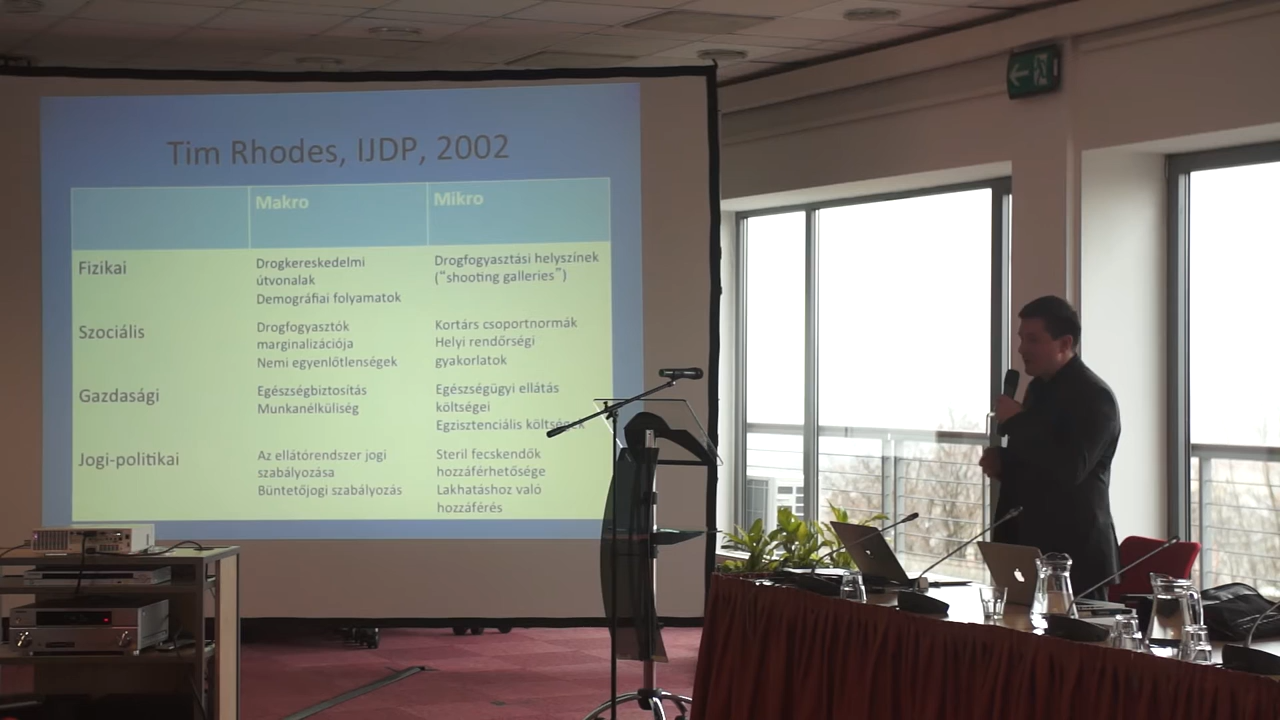 Tim Rhodes, IJDP, 2002
Makro
Mikro
Fizikai
Drogkereskedelmi
útvonalak
Demográfiai folyamatok
Drogfogyasztási helyszínek
("shooting galleries")
Szociális
Drogfogyasztók
marginalizációja
Nemi egyenlőtlenségek
Kortárs csoportnormák
Helyi rendőrségi
gyakorlatok
Gazdasági
Egészségbiztosítás
Munkanélküliség
Egészségügyi ellátás
költségei
Egzisztenciális költségek
Jogi-politikai
Az ellátórendszer jogi
szabályozása
Büntetőjogi szabályozás
Steril fecskendők
hozzáférhetősége
Lakhatáshoz való
hozzáférés